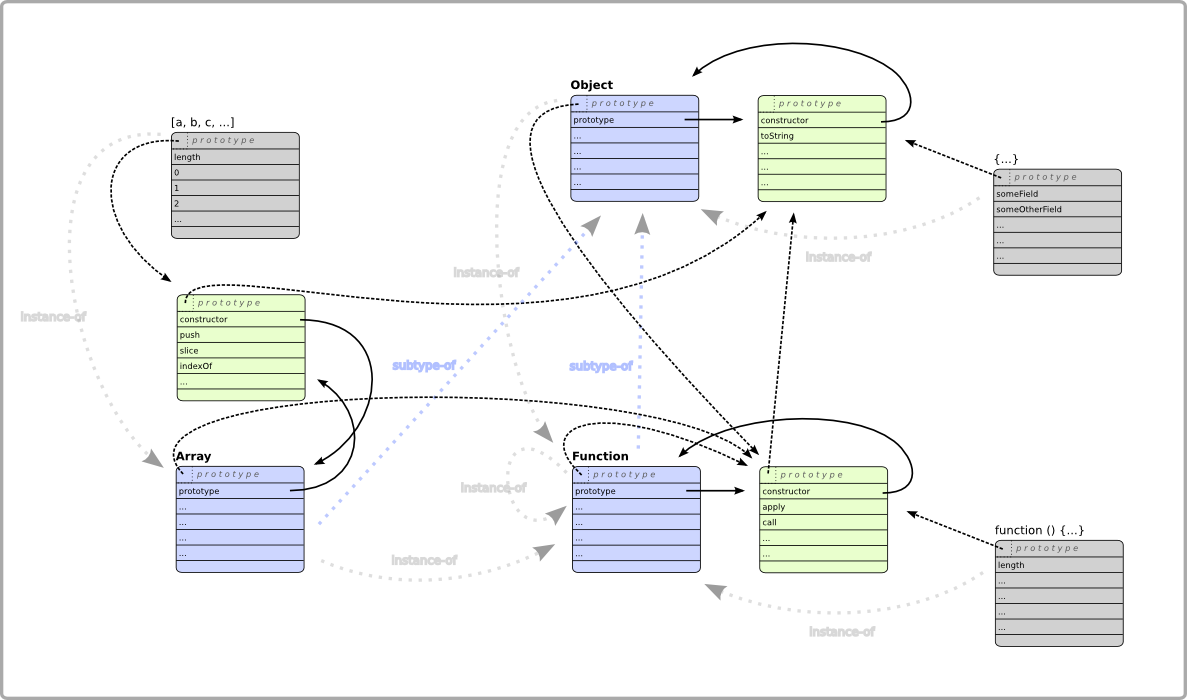 Object
prototype
prototype
...
...
...
...
prototype
constructor
toString
...
...
...
[a, b, c, ...]
prototype
length
0
1
2
...
{...}
prototype
someField
someOtherField
...
...
...
instance-of
instance-of
instance-of
prototype
constructor
push
slice
indexOf
...
subtype-of
subtype-of
Array
prototype
prototype
...
...
...
...
Function
prototype
prototype
...
...
...
...
prototype
constructor
apply
call
...
...
instance-of
instance-of
function () {...}
prototype
length
...
...
...
...
instance-of